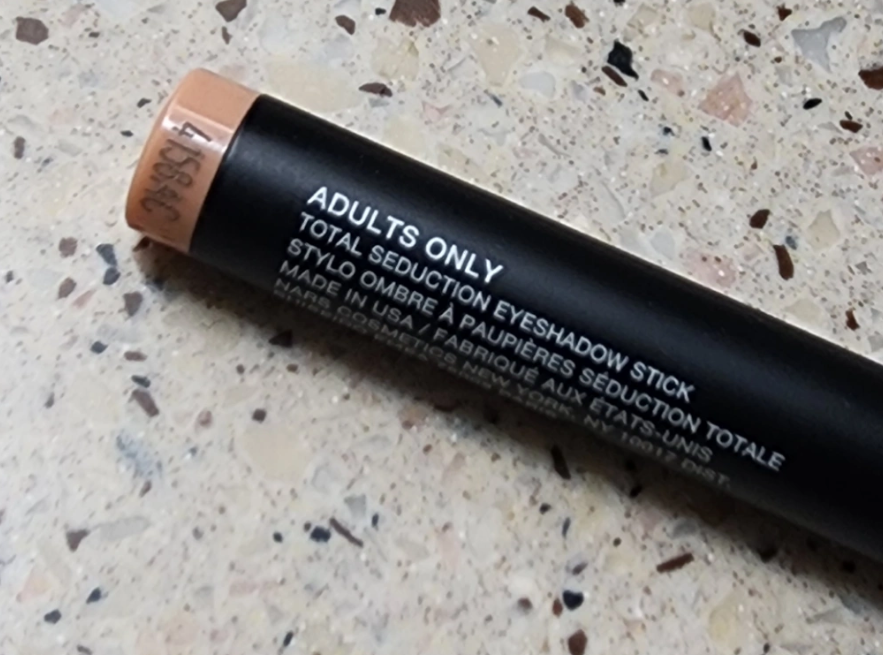 ADULTS ONLY
TOTAL SEDUCTION EYESHADOW STICK
STYLO OMBRE À PAUPIÈRES SÉDUCTION TOTALE
MADE IN USA / FABRIQUÉ AUX ÉTATS-UNIS
NARS COSMETICS NEW YORK, NY 10017 DIST.